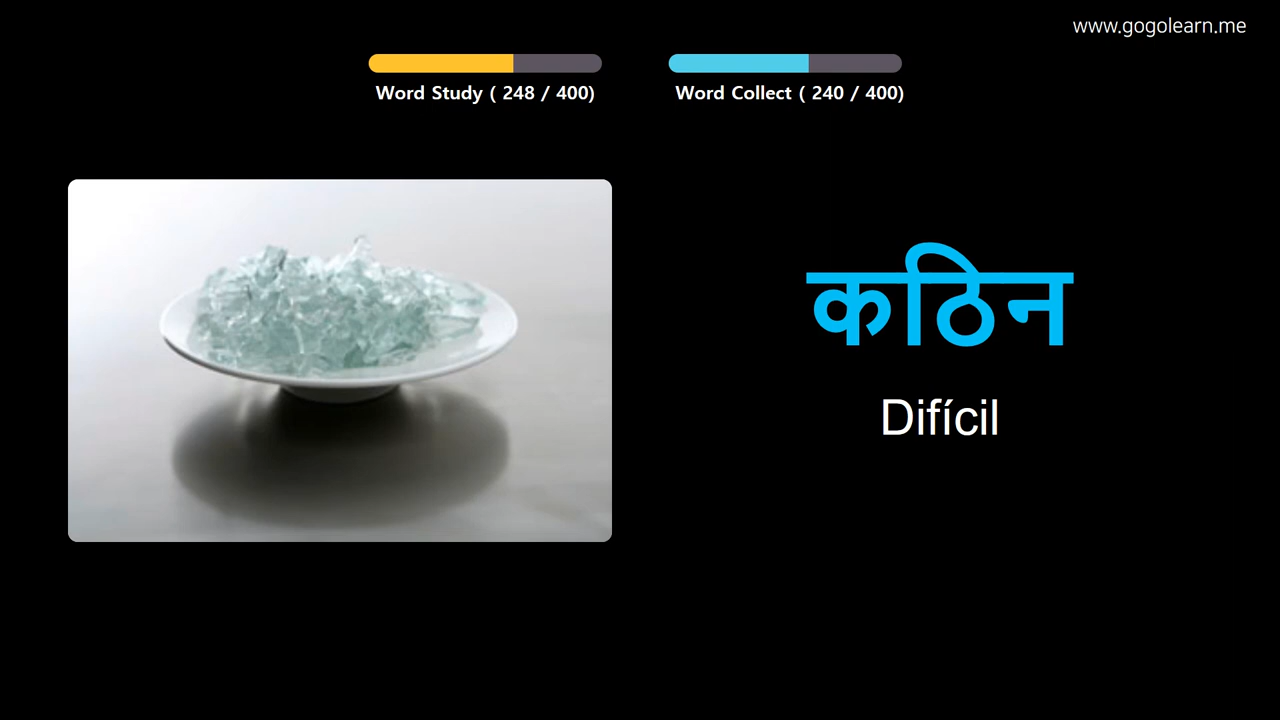 www.gogolearn.me
Word Study ( 248 / 400)
Word Collect ( 240 / 400)
कठिन
Difícil